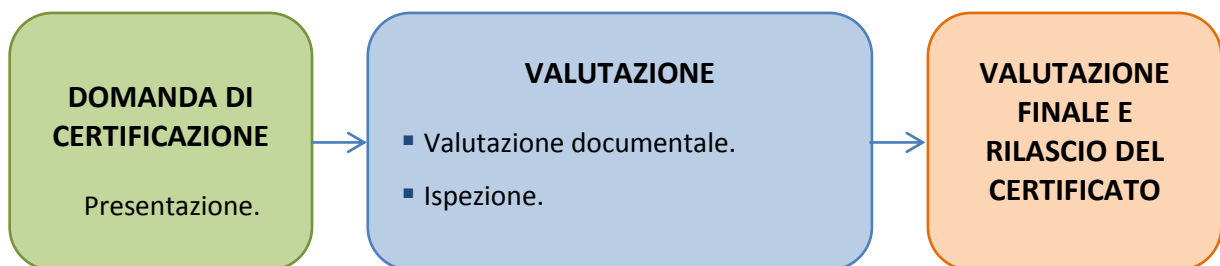 DOMANDA DI
CERTIFICAZIONE
Presentazione.
VALUTAZIONE
▪ Valutazione documentale.
▪ Ispezione.
VALUTAZIONE
FINALE E
RILASCIO DEL
CERTIFICATO